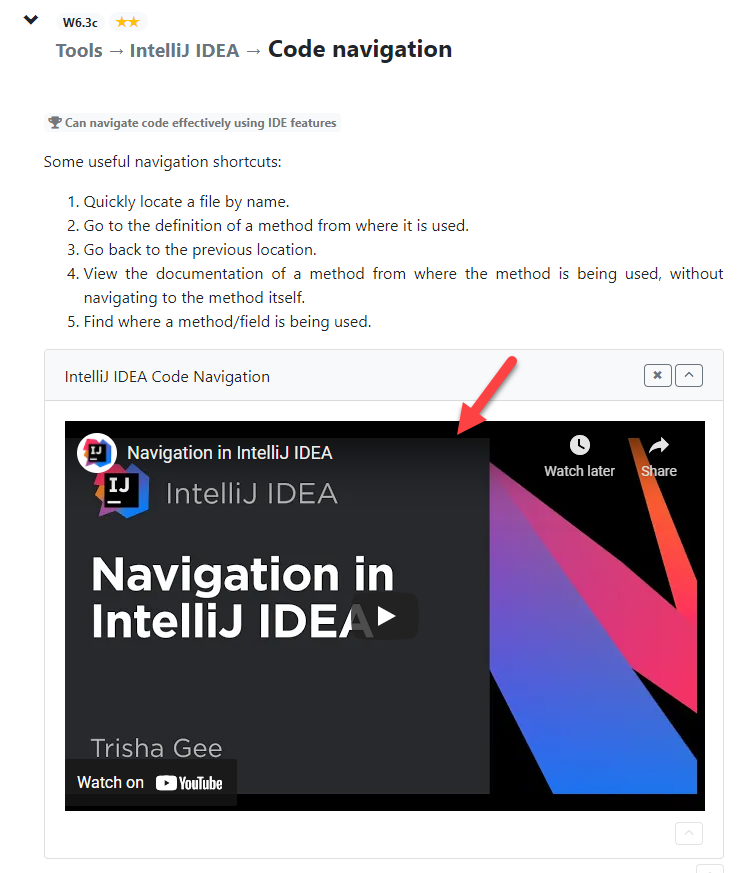 W6.3c
Tools → IntelliJ IDEA → Code navigation
Can navigate code effectively using IDE features
Some useful navigation shortcuts:
1. Quickly locate a file by name.
2. Go to the definition of a method from where it is used.
3. Go back to the previous location.
4. View the documentation of a method from where the method is being used, without
navigating to the method itself.
5. Find where a method/field is being used.
IntelliJ IDEA Code Navigation
IJ
Navigation in IntelliJ IDEA
Watch later
Share
IJ
IntelliJ IDEA
Navigation in
IntelliJ IDEA
Trisha Gee
Watch on YouTube